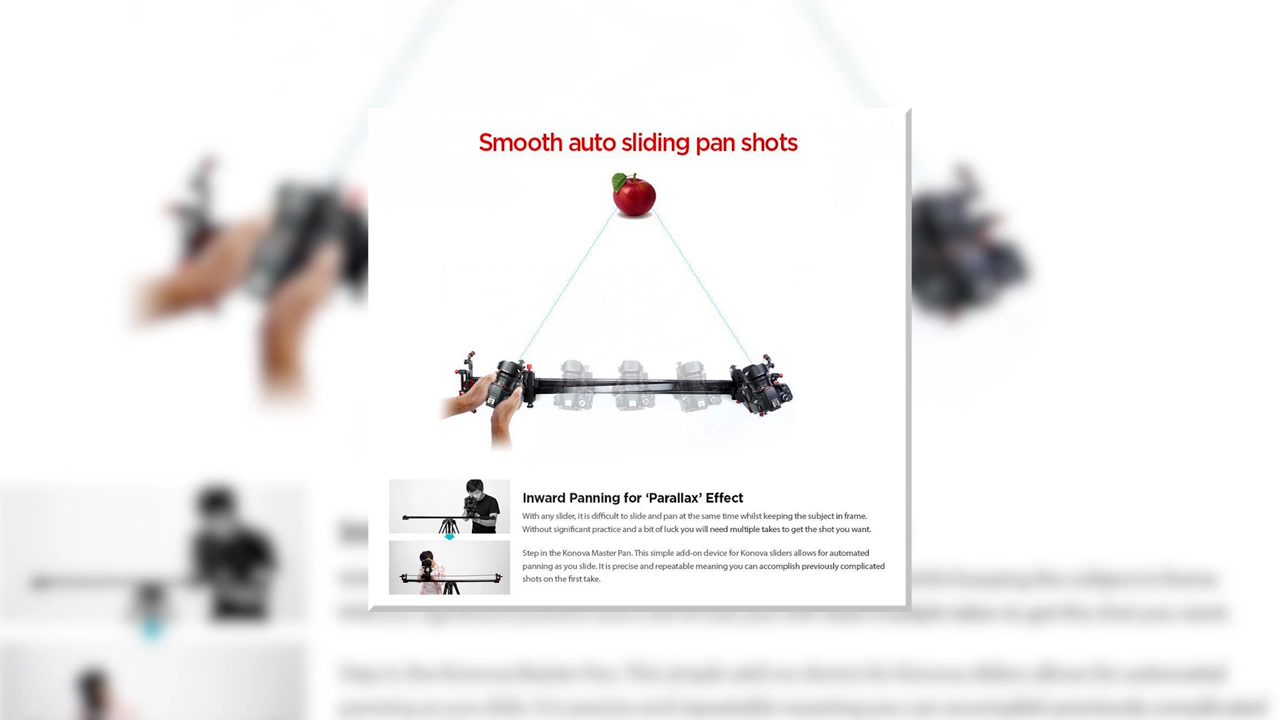 Smooth auto sliding pan shots
Inward Panning for ‘Parallax’ Effect
With any slider, it is difficult to slide and pan at the same time whilst keeping the subject in frame.
Without significant practice and a bit of luck you will need multiple takes to get the shot you want.
Step in the Konova Master Pan. This simple add-on device for Konova sliders allows for automated
panning as you slide. It is precise and repeatable meaning you can accomplish previously complicated
shots on the first take.